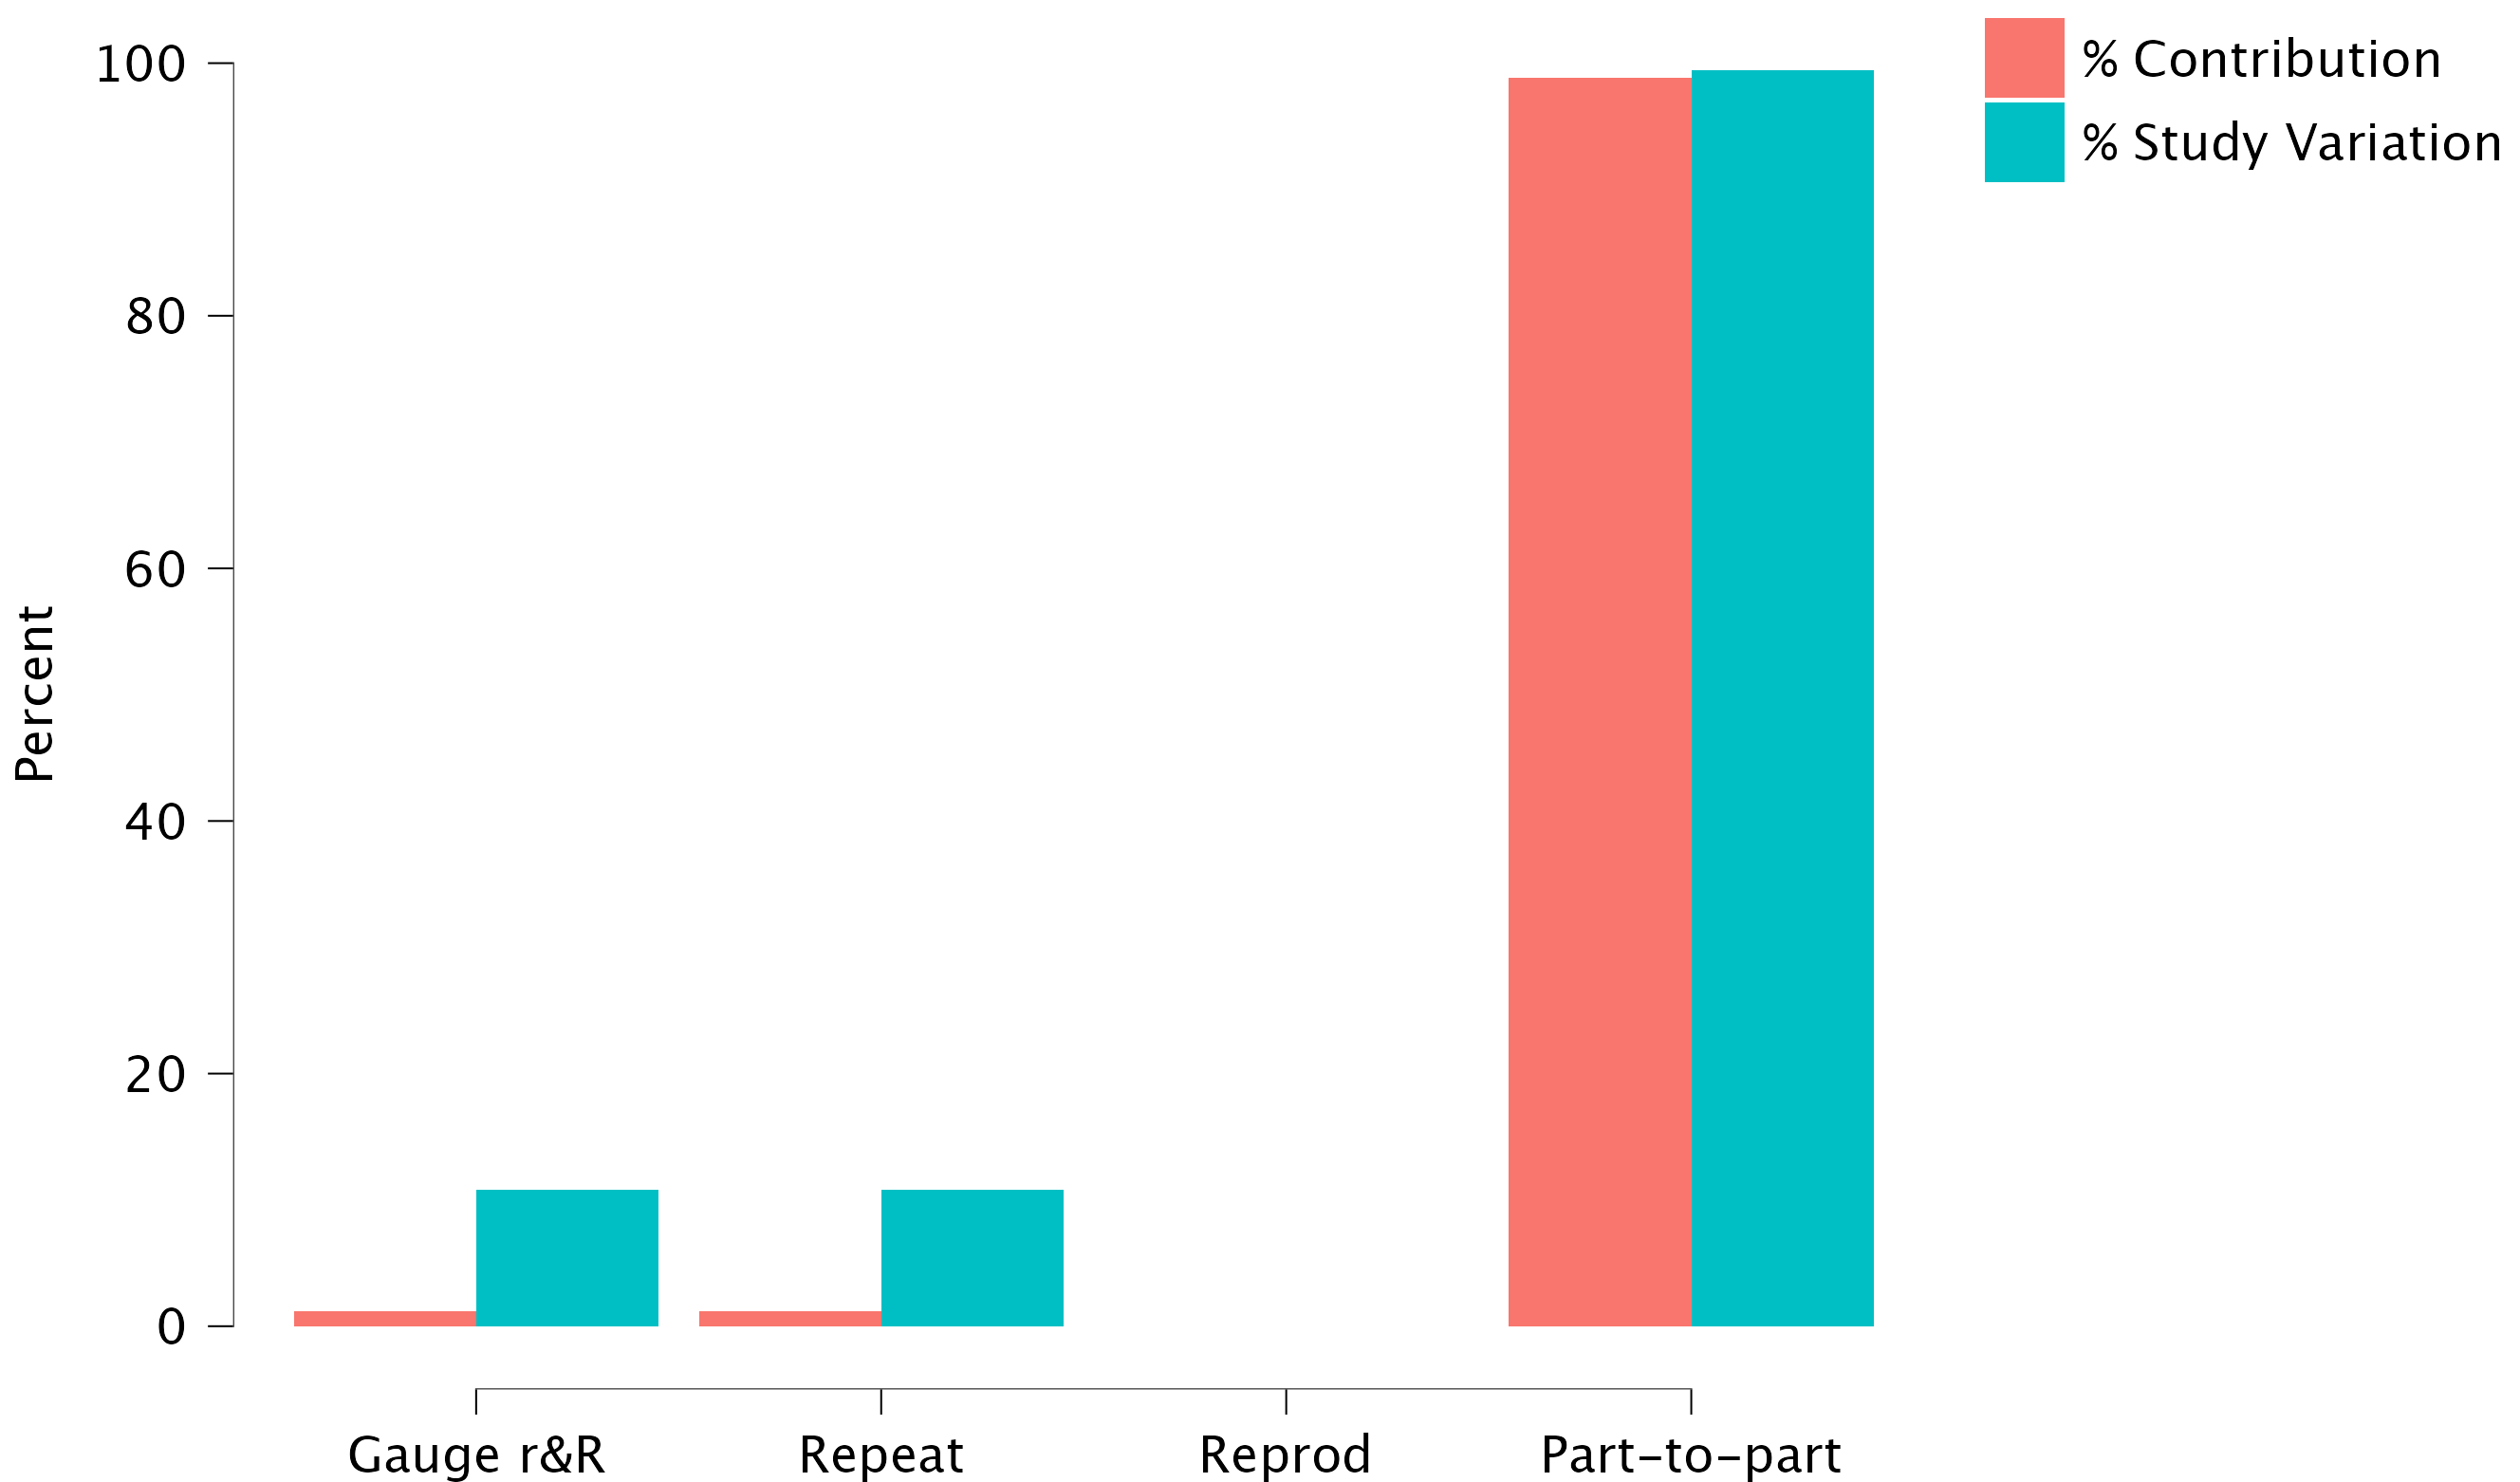 % Contribution
% Study Variation
Percent
100
80
60
40
20
0
Gauge r&R
Repeat
Reprod
Part-to-part